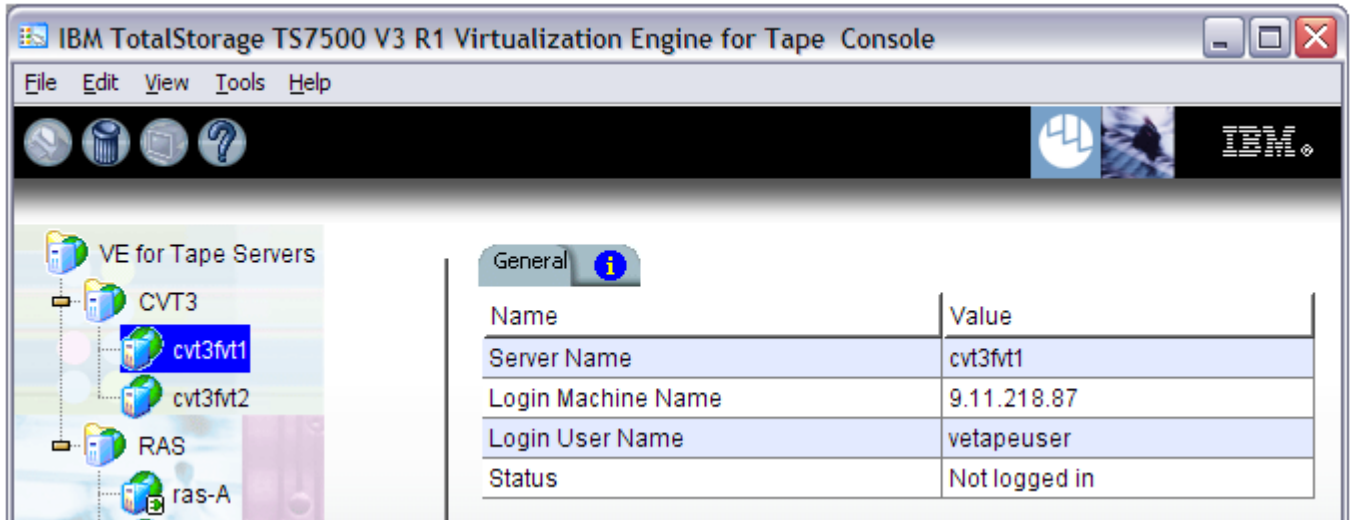 IBM TotalStorage TS7500 V3 R1 Virtualization Engine for Tape Console
File Edit View Tools Help
IBM
VE for Tape Servers
CVT3
cvt3fvt1
cvt3fvt2
RAS
ras-A
General i
Name Value
Server Name cvt3fvt1
Login Machine Name 9.11.218.87
Login User Name vetapeuser
Status Not logged in